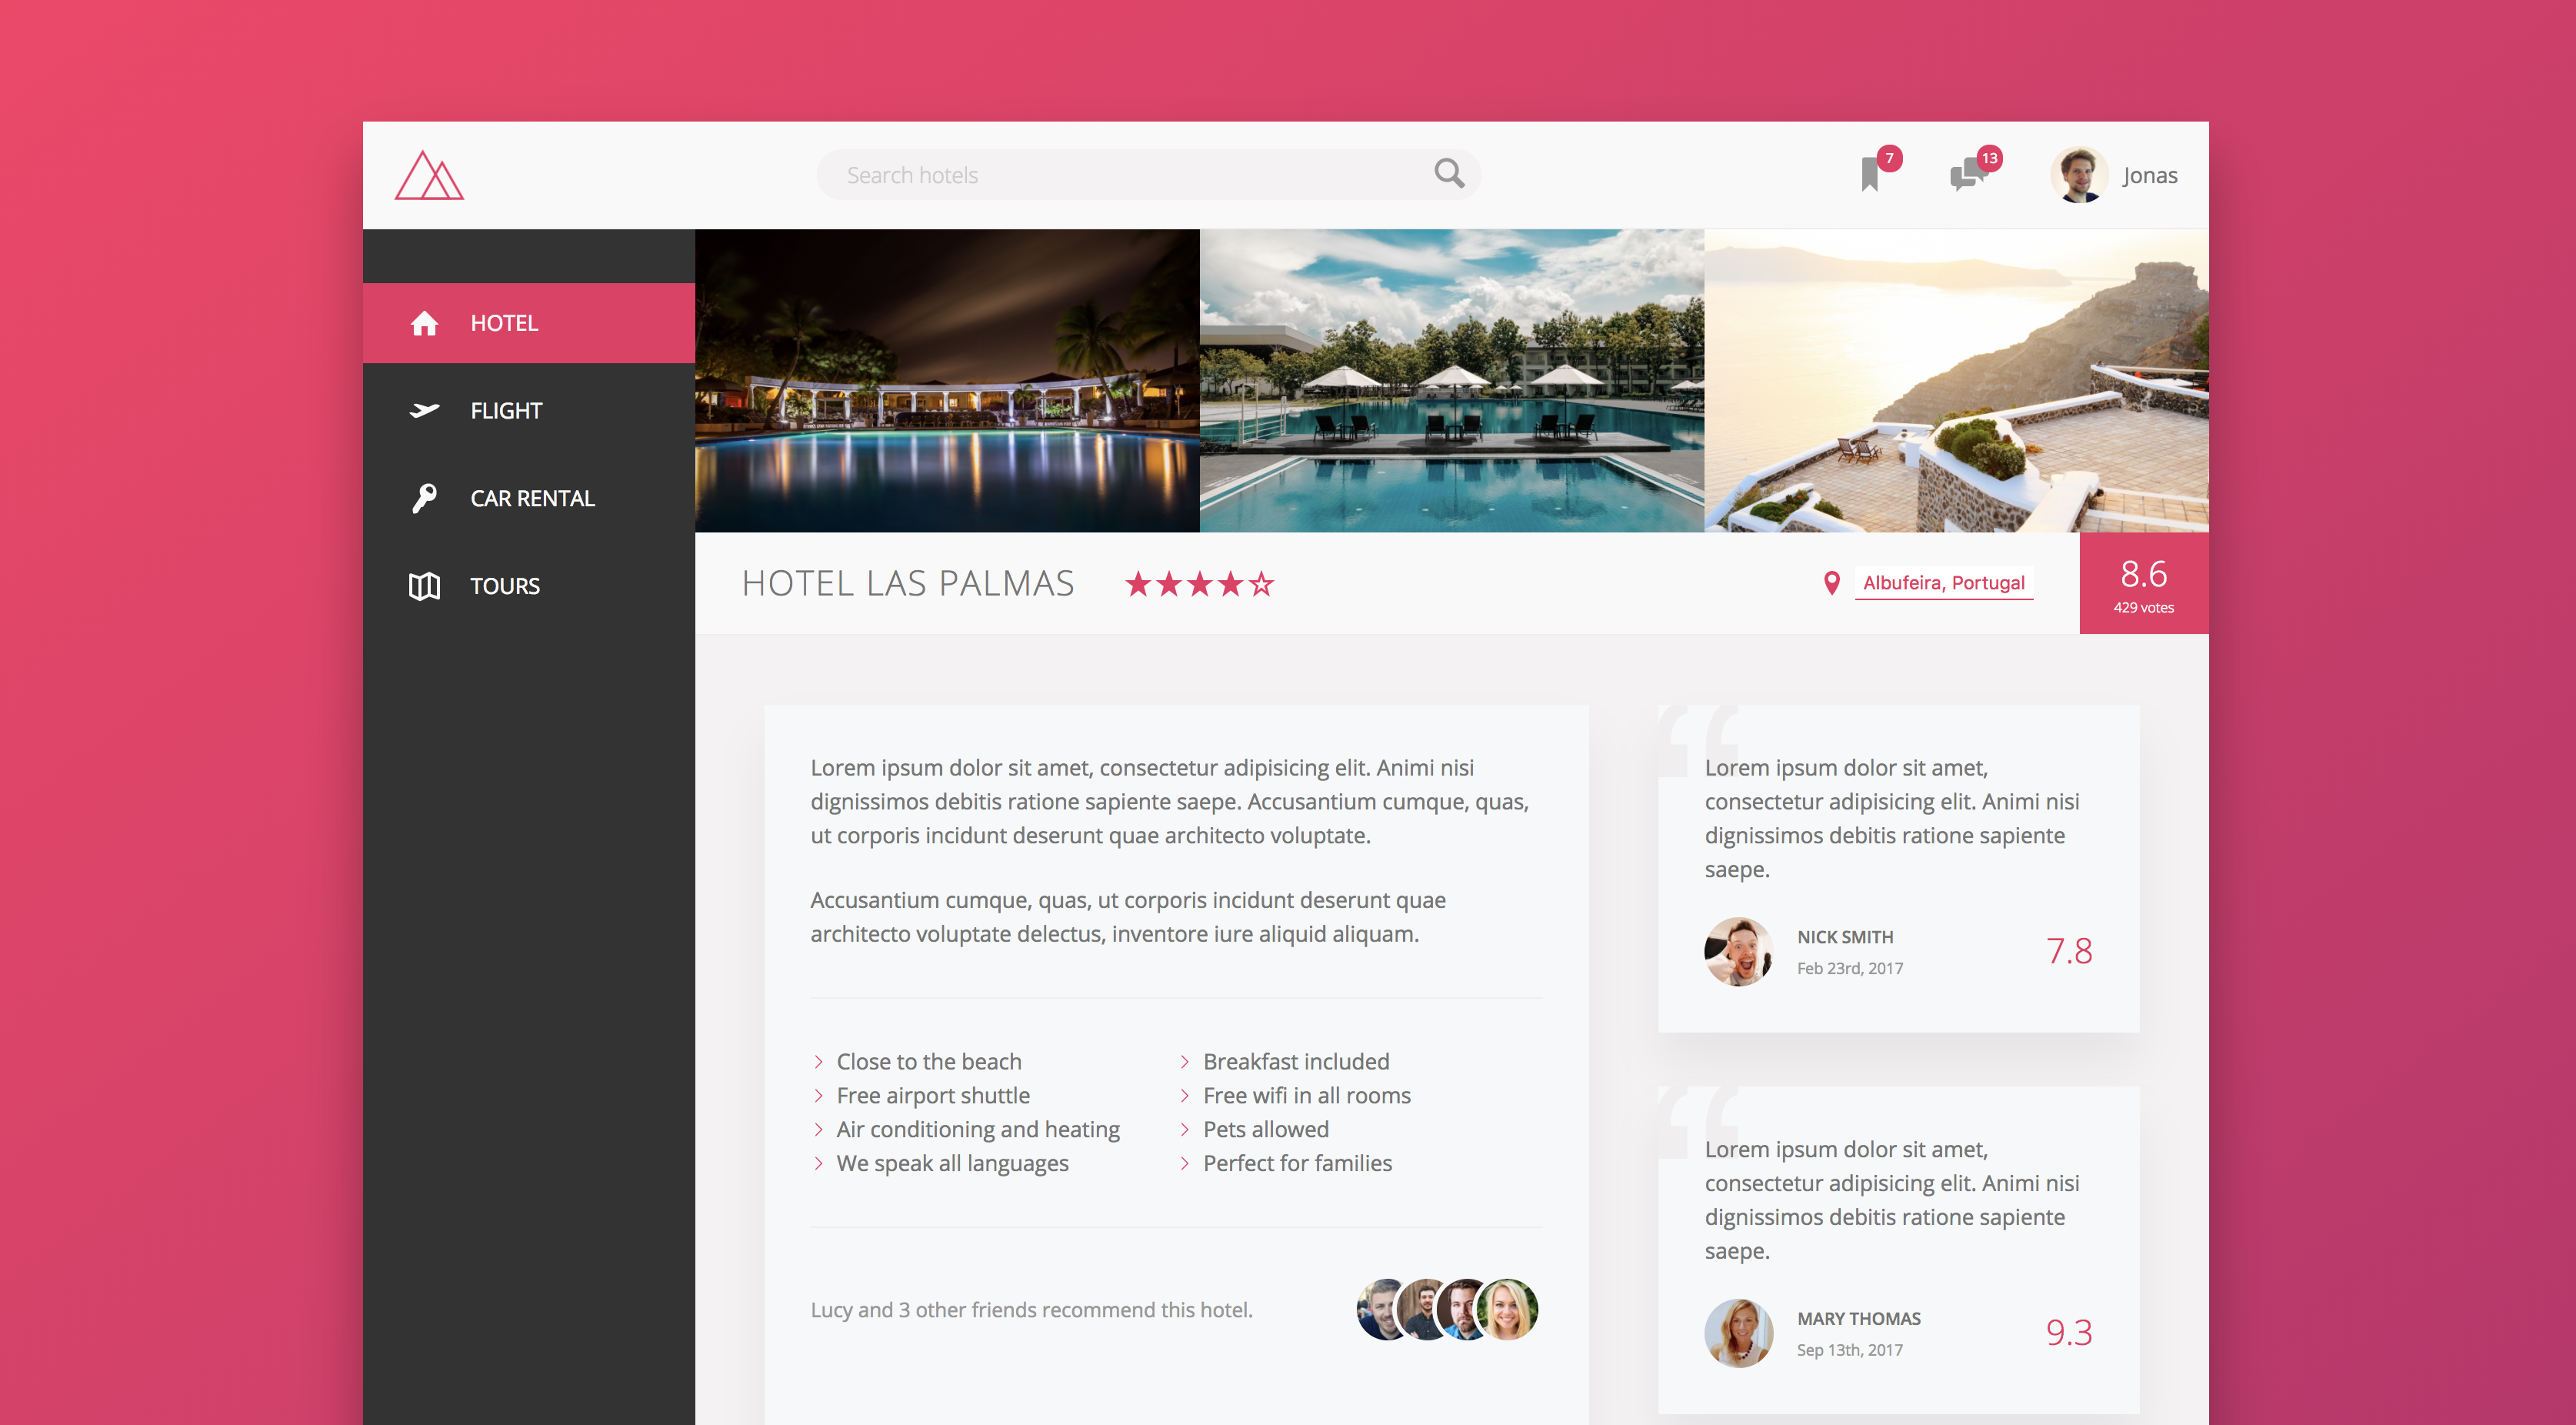 Search hotels
7
13
Jonas
HOTEL
FLIGHT
CAR RENTAL
TOURS
HOTEL LAS PALMAS
Albufeira, Portugal
8.6
429 votes
Lorem ipsum dolor sit amet, consectetur adipisicing elit. Animi nisi
dignissimos debitis ratione sapiente saepe. Accusantium cumque, quas,
ut corporis incidunt deserunt quae architecto voluptate.
Accusantium cumque, quas, ut corporis incidunt deserunt quae
architecto voluptate delectus, inventore iure aliquid aliquam.
Close to the beach
Free airport shuttle
Air conditioning and heating
We speak all languages
Breakfast included
Free wifi in all rooms
Pets allowed
Perfect for families
Lucy and 3 other friends recommend this hotel.
“
Lorem ipsum dolor sit amet,
consectetur adipisicing elit. Animi nisi
dignissimos debitis ratione sapiente
saepe.
NICK SMITH
Feb 23rd, 2017
7.8
“
Lorem ipsum dolor sit amet,
consectetur adipisicing elit. Animi nisi
dignissimos debitis ratione sapiente
saepe.
MARY THOMAS
Sep 13th, 2017
9.3